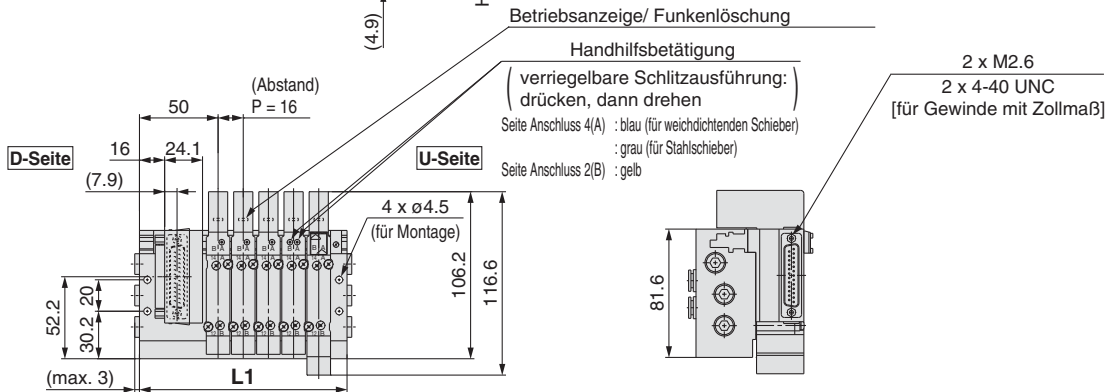 (4.9)
Betriebsanzeige/ Funkenlöschung
Handhilfsbetätigung
verriegelbare Schlitzausführung:
drücken, dann drehen
Seite Anschluss 4(A) : blau (für weichdichtenden Schieber)
: grau (für Stahlschieber)
Seite Anschluss 2(B) : gelb
2 x M2.6
2 x 4-40 UNC
[für Gewinde mit Zollmaß]
(Abstand)
50
P = 16
D-Seite
16
24.1
U-Seite
(7.9)
4 x ø4.5
(für Montage)
52.2
20
30.2
106.2
116.6
81.6
(max. 3)
L1